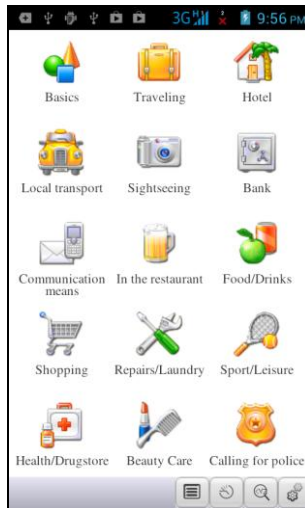 3G H 9:56 PM
Basics Traveling Hotel
Local transport Sightseeing Bank
Communication means In the restaurant Food/Drinks
Shopping Repairs/Laundry Sport/Leisure
Health/Drugstore Beauty Care Calling for police